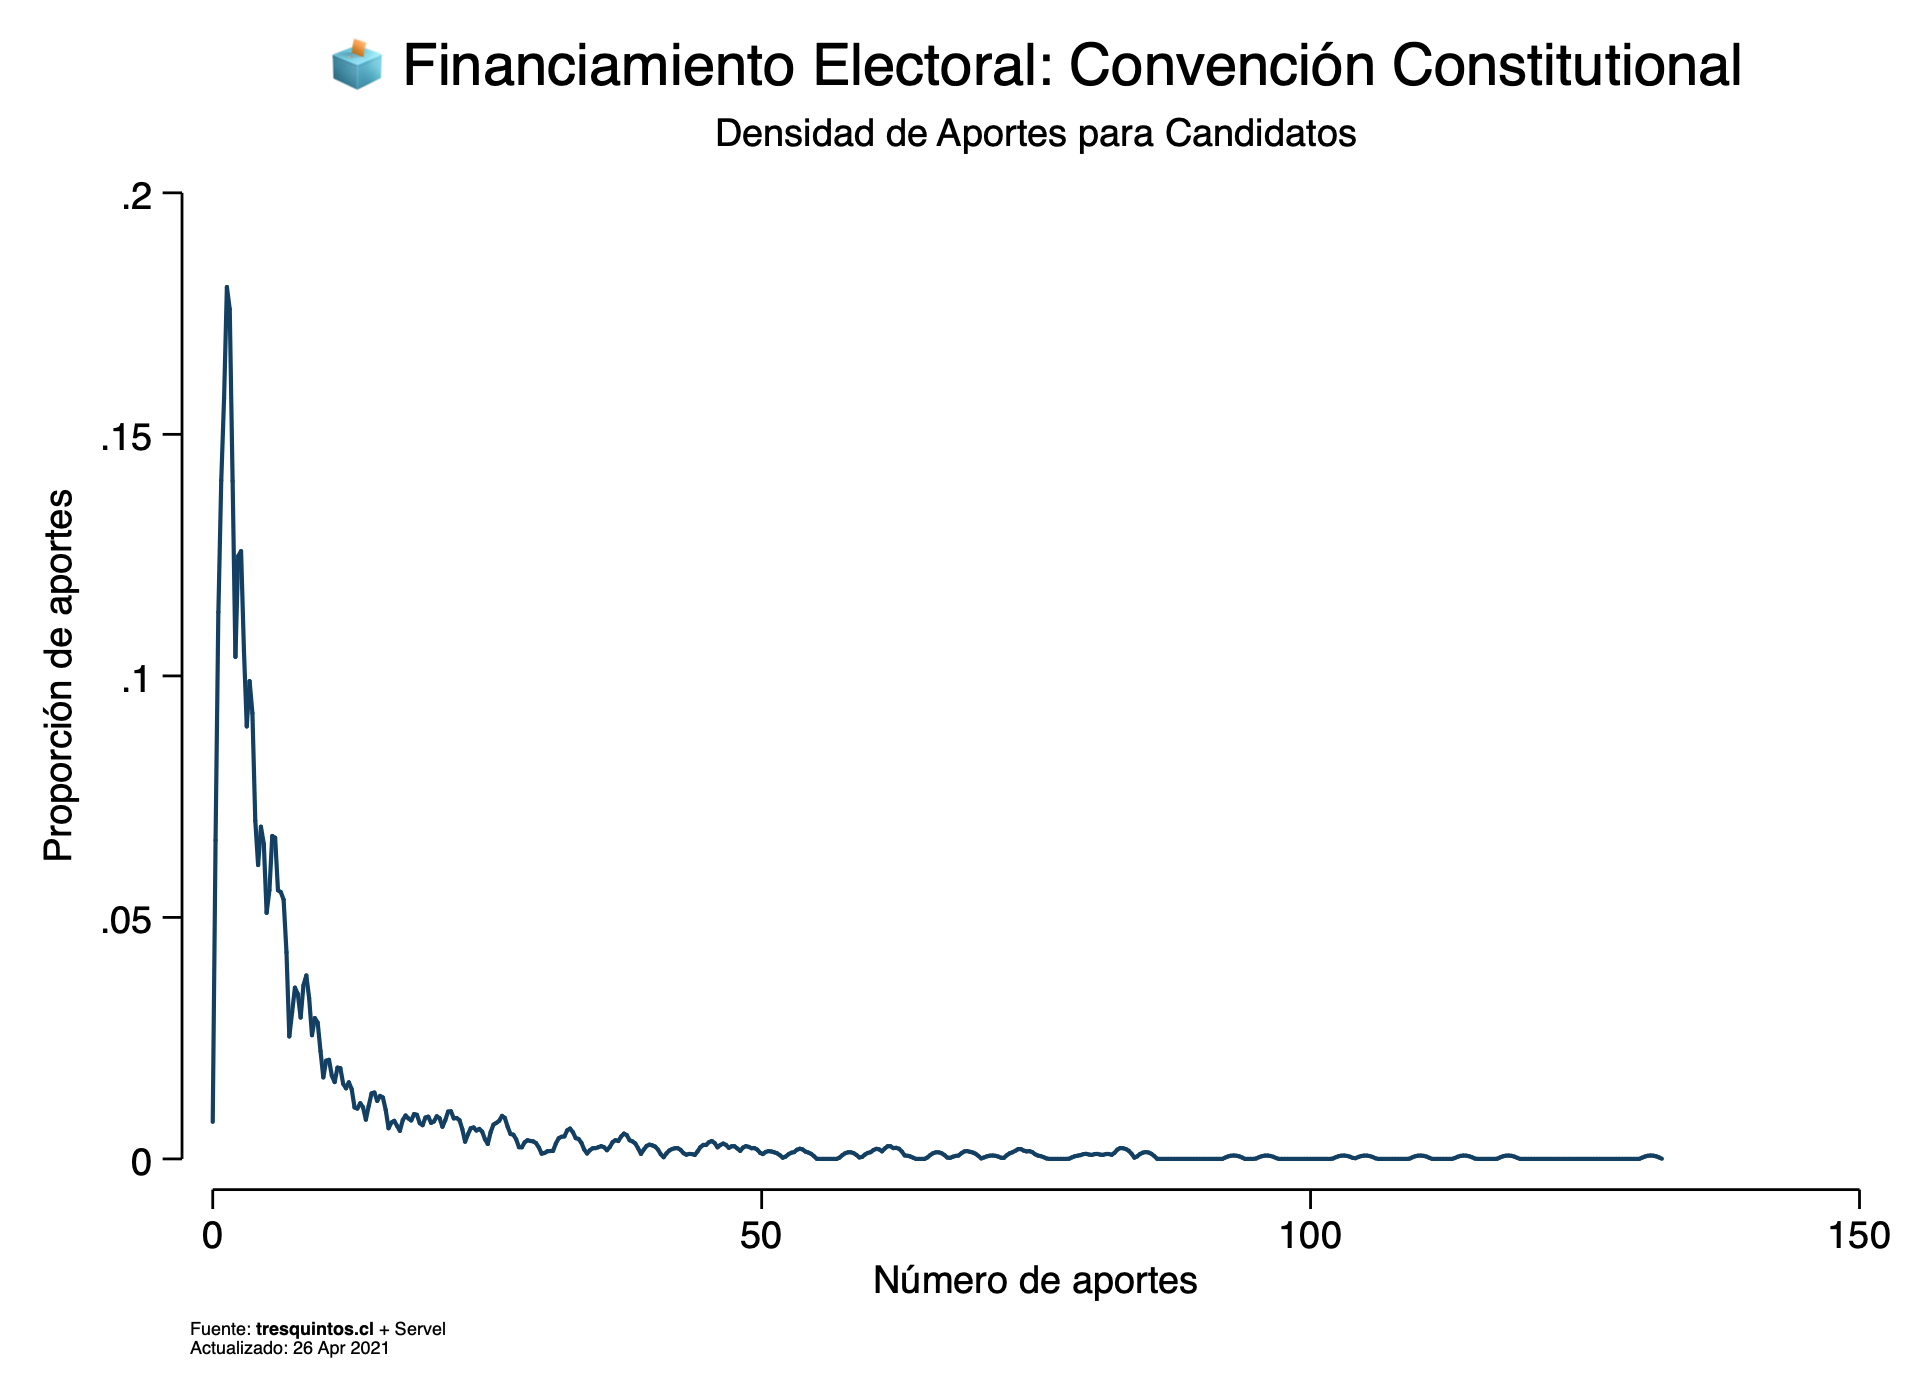 Financiamiento Electoral: Convención Constitutional
Densidad de Aportes para Candidatos
Proporción de aportes
.2
.15
.1
.05
0
0 50 100 150
Número de aportes
Fuente: tresquintos.cl + Servel
Actualizado: 26 Apr 2021